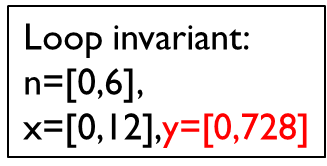 Loop invariant:
n=[0,6],
x=[0,12],y=[0,728]